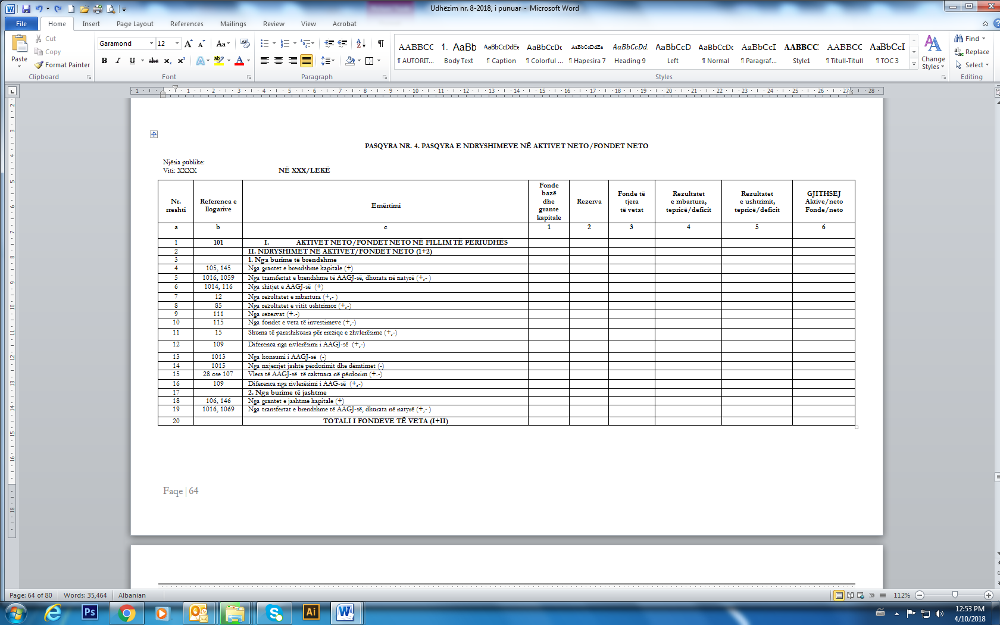 Udhëzim nr. 8-2018, i punuar - Microsoft Word
File Home Insert Page Layout References Mailings Review View Acrobat
Paste
Cut
Copy
Format Painter
Clipboard
Garamond 12
Font
Paragraph
AABBCC 1. AaBb AaBbCcDdEe AaBbCcDc AaBbCcDdEe AaBbCcDd. AaBbCcD AaBbCcDc AaBbCcI AABBCC AABBCC AaBbCcI
¶ AUTORIT... Body Text ¶ Caption ¶ Colorful ... ¶ Hapesira 7 Heading 9 Left ¶ Normal ¶ Paragraf... Style1 ¶ Titull-Titull ¶ TOC 3
Styles
Change Styles
Find
Replace
Select
Editing
PASQYRA NR. 4. PASQYRA E NDRYSHIMEVE NË AKTIVET NETO/FONDET NETO
Njësia publike:
Viti: XXXX NË XXX/LEKË
Nr. rreshti Referenca e llogarive Emërtimi Fonde bazë dhe grante kapitale Rezerva Fonde të tjera të vetat Rezultatet e mbartura, tepricë/deficit Rezultatet e ushtrimit, tepricë/deficit GJITHSEJ Aktive/neto Fonde/neto
a b c 1 2 3 4 5 6
1 101 I. AKTIVET NETO/FONDET NETO NË FILLIM TË PERIUDHËS
2 II. NDRYSHIMET NË AKTIVET/FONDET NETO (1+2)
3 1. Nga burime të brendshme
4 105, 145 Nga grantet e brendshme kapitale (+)
5 1016, 1059 Nga transfertat e brendshme të AAGJ-së, dhurata në natyrë (+,- )
6 1014, 116 Nga shitjet e AAGJ-së (+)
7 12 Nga rezultatet e mbartura (+,- )
8 85 Nga rezultatet e vitit ushtrimor (+,-)
9 111 Nga rezervat (+.-)
10 115 Nga fondet e veta të investimeve (+,-)
11 15 Shuma të parashikuara për rreziqe e zhvlerësime (+,-)
12 109 Diferenca nga rivlerësimi i AAGJ-së (+,-)
13 1013 Nga konsumi i AAGJ-së (-)
14 1015 Nga nxjerrjet jashtë përdorimit dhe dëmtimet (-)
15 28 ose 107 Vlera të AAGJ-së të caktuara në përdorim (+.-)
16 109 Diferenca nga rivlerësimi i AAG-së (+,-)
17 2. Nga burime të jashtme
18 106, 146 Nga grantet e jashtme kapitale (+)
19 1016, 1069 Nga transfertat e brendshme të AAGJ-së, dhurata në natyrë (+,- )
20 TOTALI I FONDEVE TË VETA (I+II)
Faqe | 64
Page: 64 of 80 Words: 35,464 Albanian 112%
12:53 PM
4/10/2018